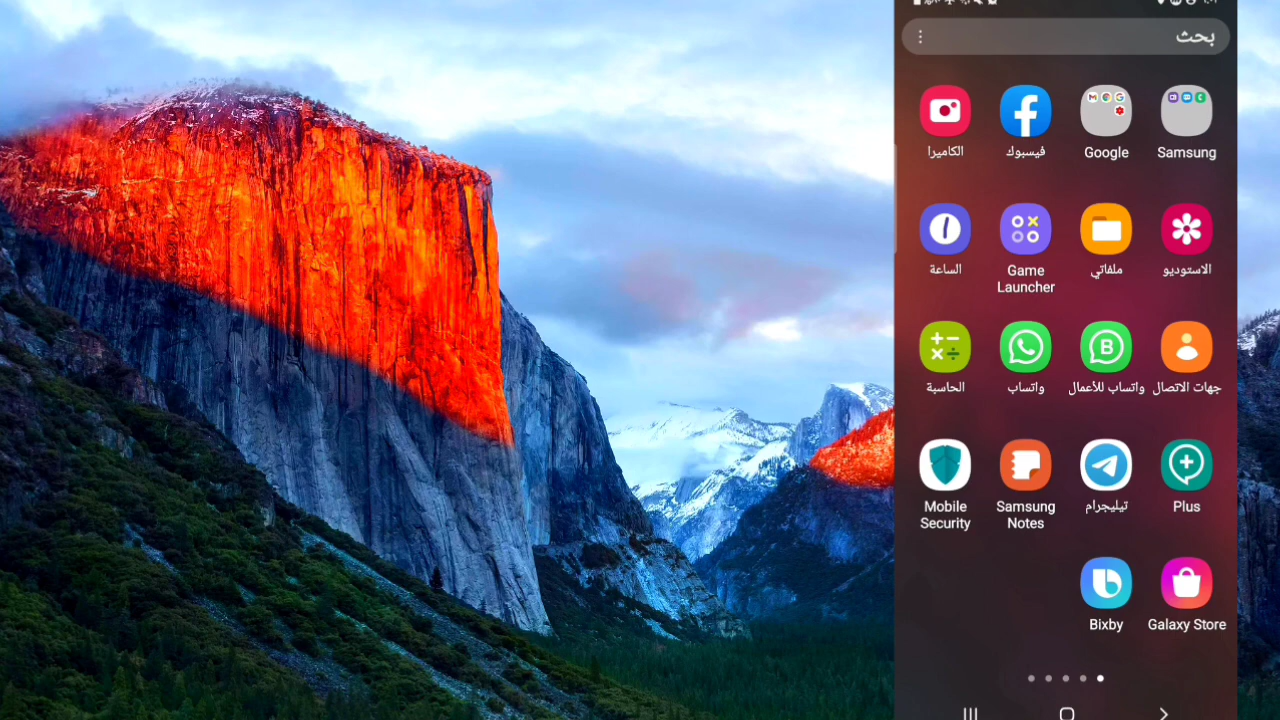 بحث
Samsung
Google
فيسبوك
الكاميرا
الاستوديو
ملفاتي
Game
Launcher
الساعة
جهات الاتصال
واتساب للأعمال
واتساب
الحاسبة
Plus
تيليجرام
Samsung
Notes
Mobile
Security
Galaxy Store
Bixby